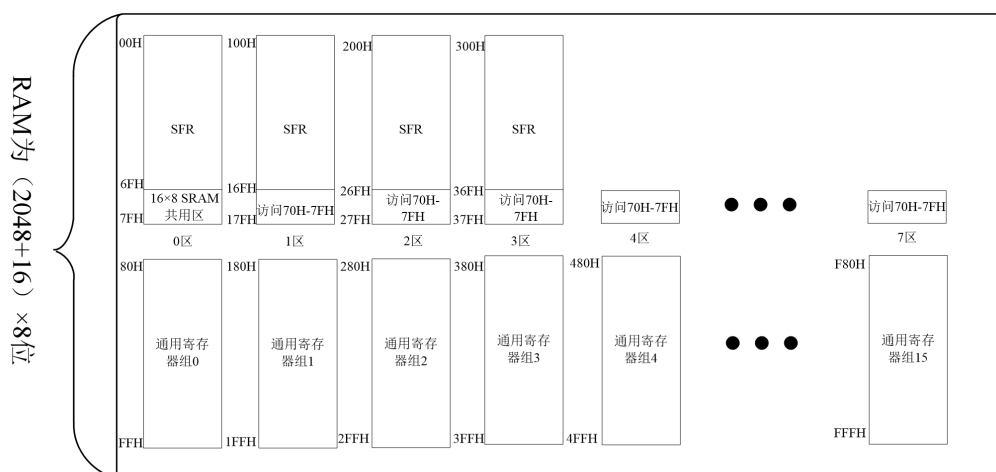 RAM为（2048+16）×8位
00H
100H
200H
300H
SFR
SFR
SFR
SFR
6FH
16FH
26FH
36FH
16×8 SRAM
共用区
访问70H-7FH
访问70H-
7FH
访问70H-
7FH
访问70H-7FH
访问70H-7FH
7FH
17FH
27FH
37FH
0区
1区
2区
3区
4区
7区
80H
180H
280H
380H
480H
F80H
通用寄存
器组0
通用寄存
器组1
通用寄存
器组2
通用寄存
器组3
通用寄存
器组4
通用寄存
器组15
FFH
1FFH
2FFH
3FFH
4FFH
FFFH